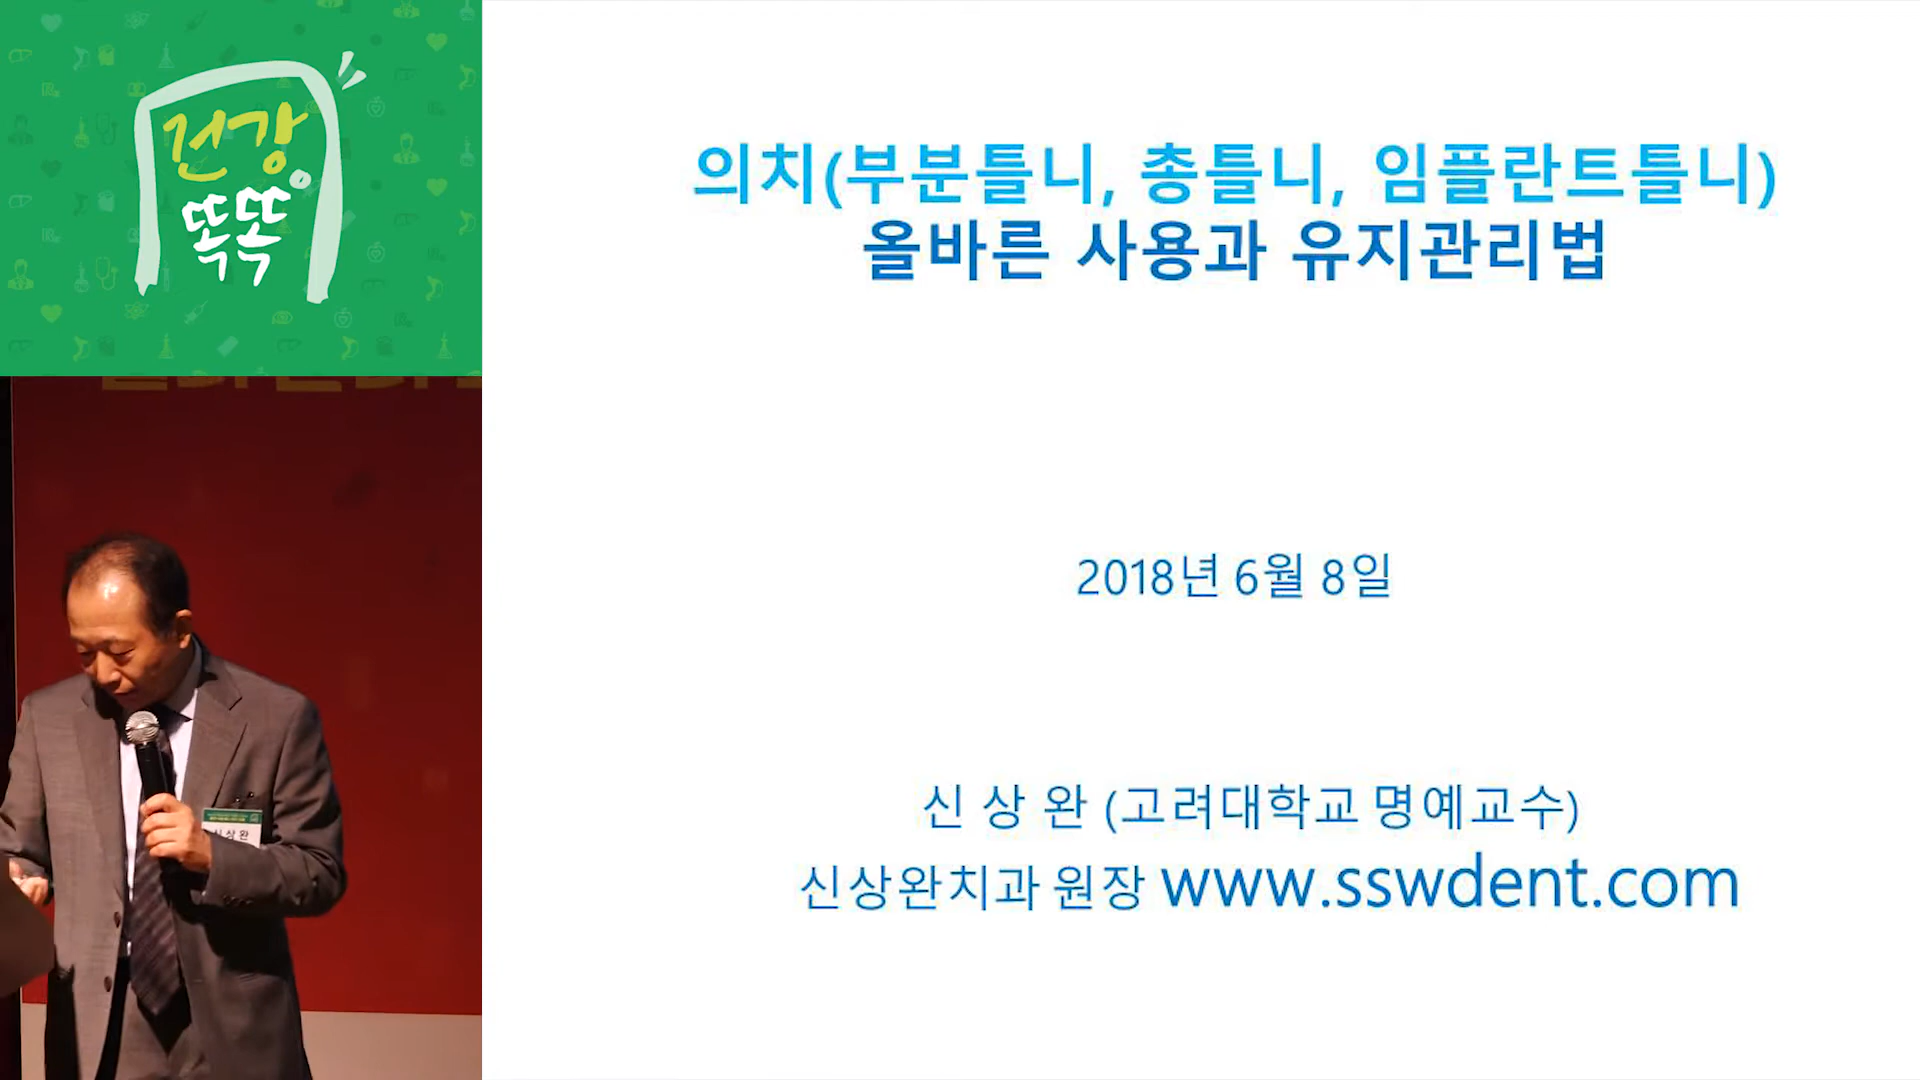 건강
똑똑
의치(부분틀니, 총틀니, 임플란트틀니)
올바른 사용과 유지관리법
2018년 6월 8일
신 상 완 (고려대학교 명예교수)
신상완치과 원장 www.sswdent.com
신 상 완